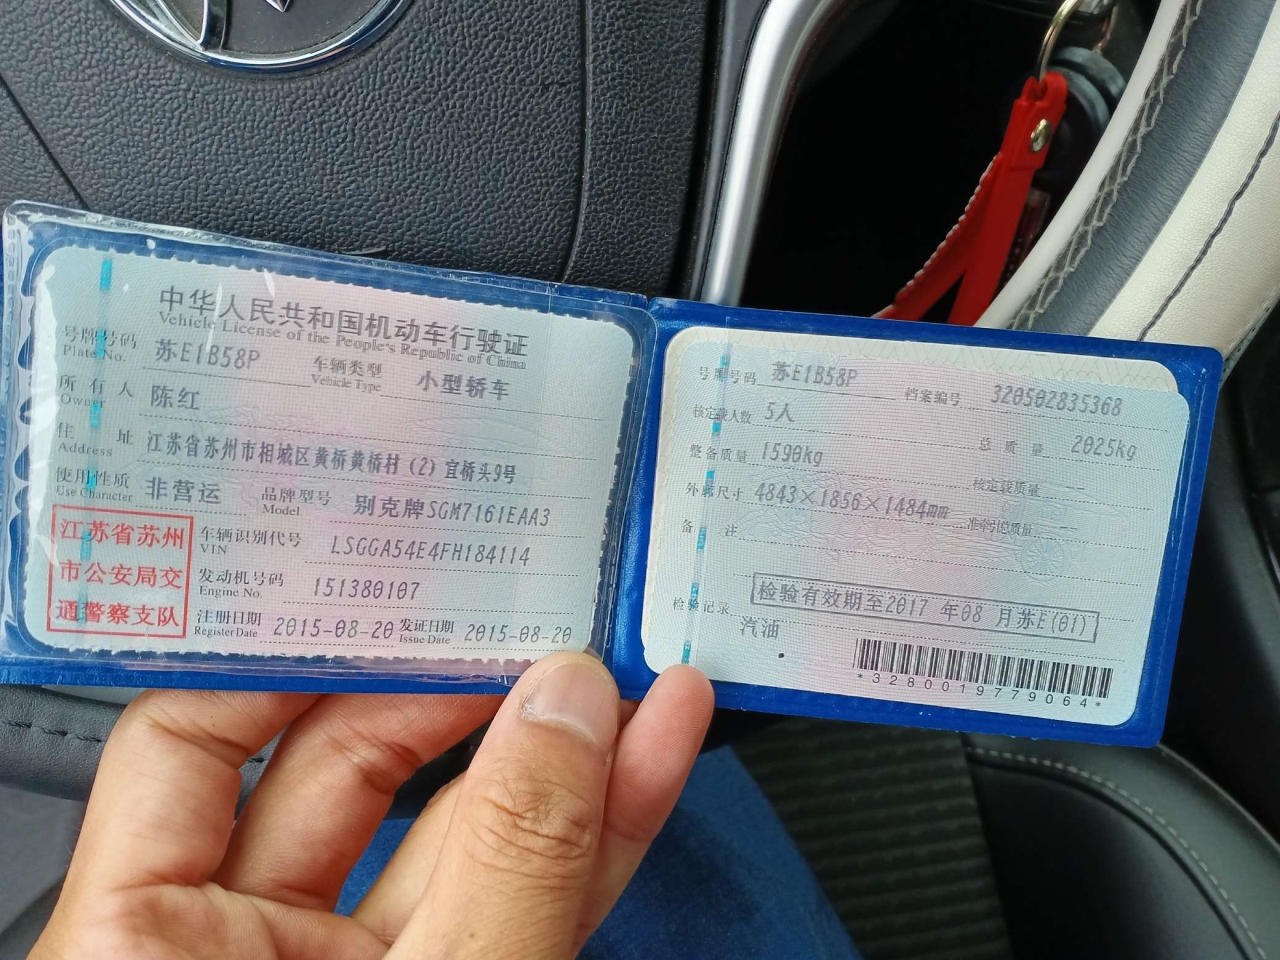 中华人民共和国机动车行驶证
Vehicle License of the People's Republic of China
号牌号码 苏E1B58P 车辆类型 小型轿车
Plate No. Vehicle Type
所有人 陈红
Owner
住址 江苏省苏州市相城区黄桥黄桥村(2)宜桥头9号
Address
使用性质 非营运 品牌型号 别克牌SGM7161EAA3
Use Character Model
江苏省苏州
市公安局交
通警察支队
车辆识别代号 LSGGA54E4FH184114
VIN
发动机号码 151380107
Engine No.
注册日期 2015-08-20 发证日期 2015-08-20
Register Date Issue Date
号牌号码 苏E1B58P 档案编号 320502835368
核定载人数 5人 总质量 2025kg
整备质量 1590kg 核定载质量 --
外廓尺寸 4843×1856×1484mm 准牵引总质量 --
备注
检验记录 检验有效期至2017年08月苏E(01)
汽油
*3280019779064*